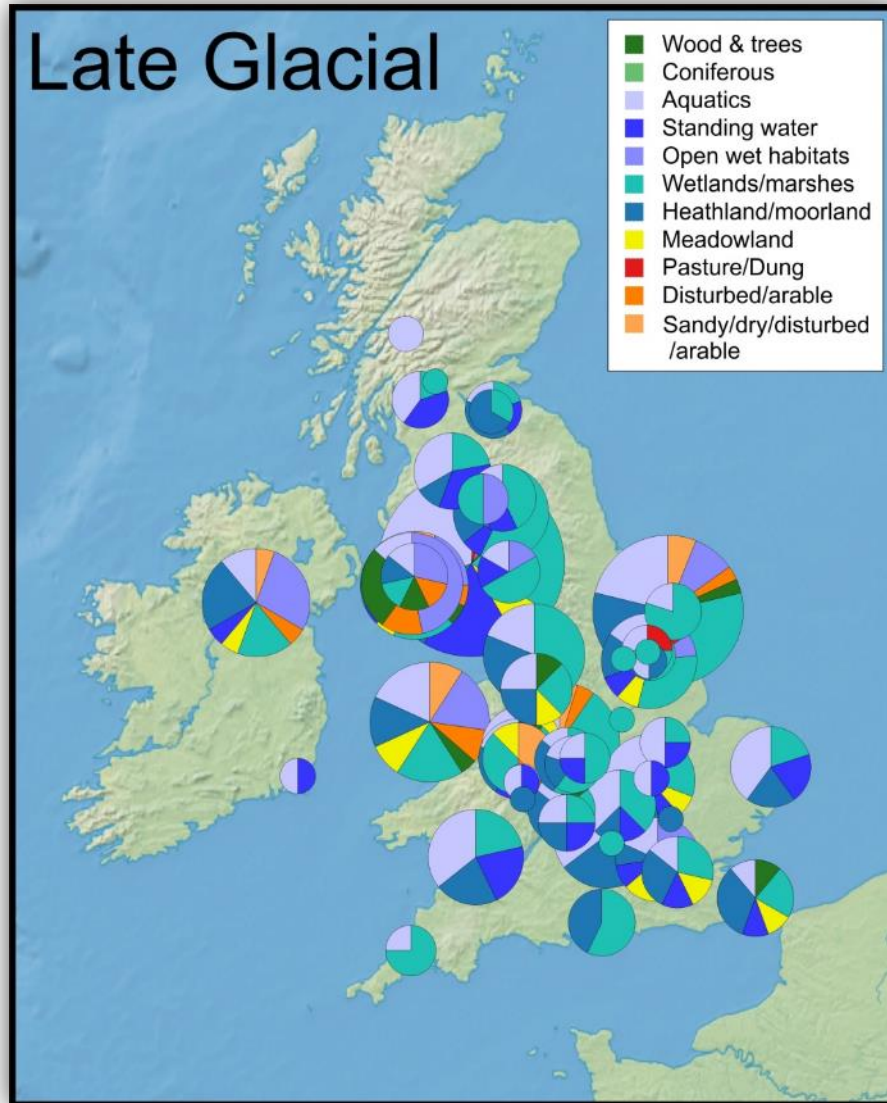 Late Glacial
Wood & trees
Coniferous
Aquatics
Standing water
Open wet habitats
Wetlands/marshes
Heathland/moorland
Meadowland
Pasture/Dung
Disturbed/arable
Sandy/dry/disturbed
/arable